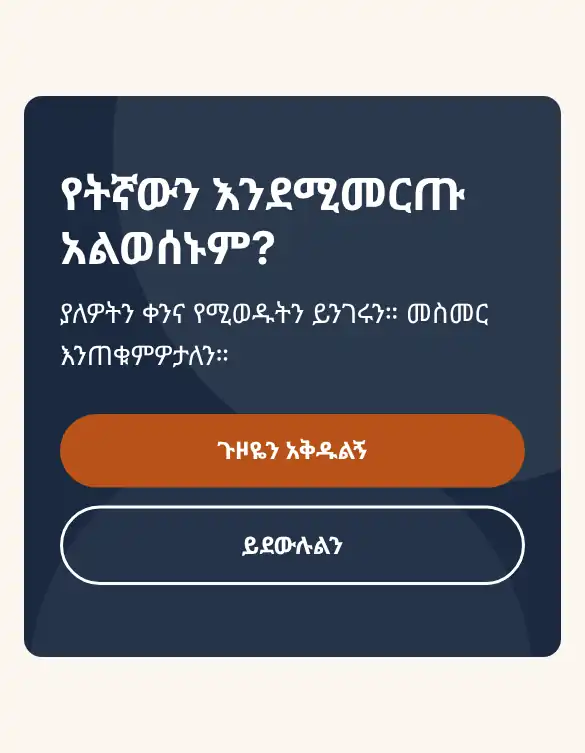 የትኛውን እንደሚመርጡ
አልወሰኑም?
ያለዎትን ቀንና የሚወዱትን ይንገሩን። መስመር
እንጠቁምዎታለን።
ጉዞዬን አቅዱልኝ
ይደውሉልን